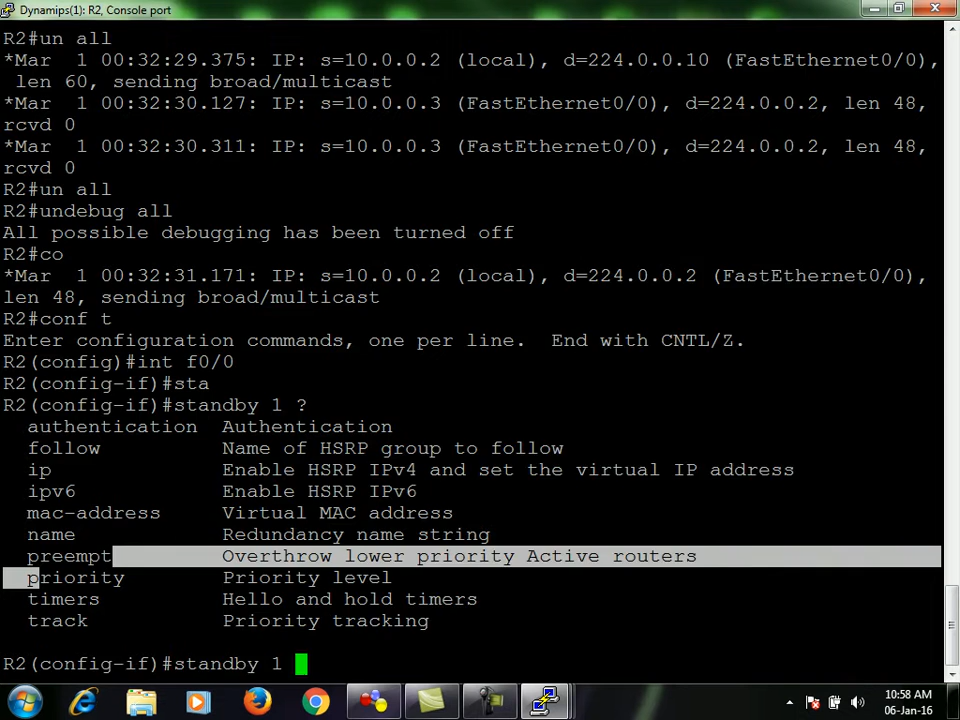 Dynamips(1): R2, Console port
R2#un all
*Mar  1 00:32:29.375: IP: s=10.0.0.2 (local), d=224.0.0.10 (FastEthernet0/0),
len 60, sending broad/multicast
*Mar  1 00:32:30.127: IP: s=10.0.0.3 (FastEthernet0/0), d=224.0.0.2, len 48,
rcvd 0
*Mar  1 00:32:30.311: IP: s=10.0.0.3 (FastEthernet0/0), d=224.0.0.2, len 48,
rcvd 0
R2#un all
R2#undebug all
All possible debugging has been turned off
R2#co
*Mar  1 00:32:31.171: IP: s=10.0.0.2 (local), d=224.0.0.2 (FastEthernet0/0),
len 48, sending broad/multicast
R2#conf t
Enter configuration commands, one per line.  End with CNTL/Z.
R2(config)#int f0/0
R2(config-if)#sta
R2(config-if)#standby 1 ?
  authentication  Authentication
  follow          Name of HSRP group to follow
  ip              Enable HSRP IPv4 and set the virtual IP address
  ipv6            Enable HSRP IPv6
  mac-address     Virtual MAC address
  name            Redundancy name string
  preempt         Overthrow lower priority Active routers
  priority        Priority level
  timers          Hello and hold timers
  track           Priority tracking
R2(config-if)#standby 1
10:58 AM
06-Jan-16